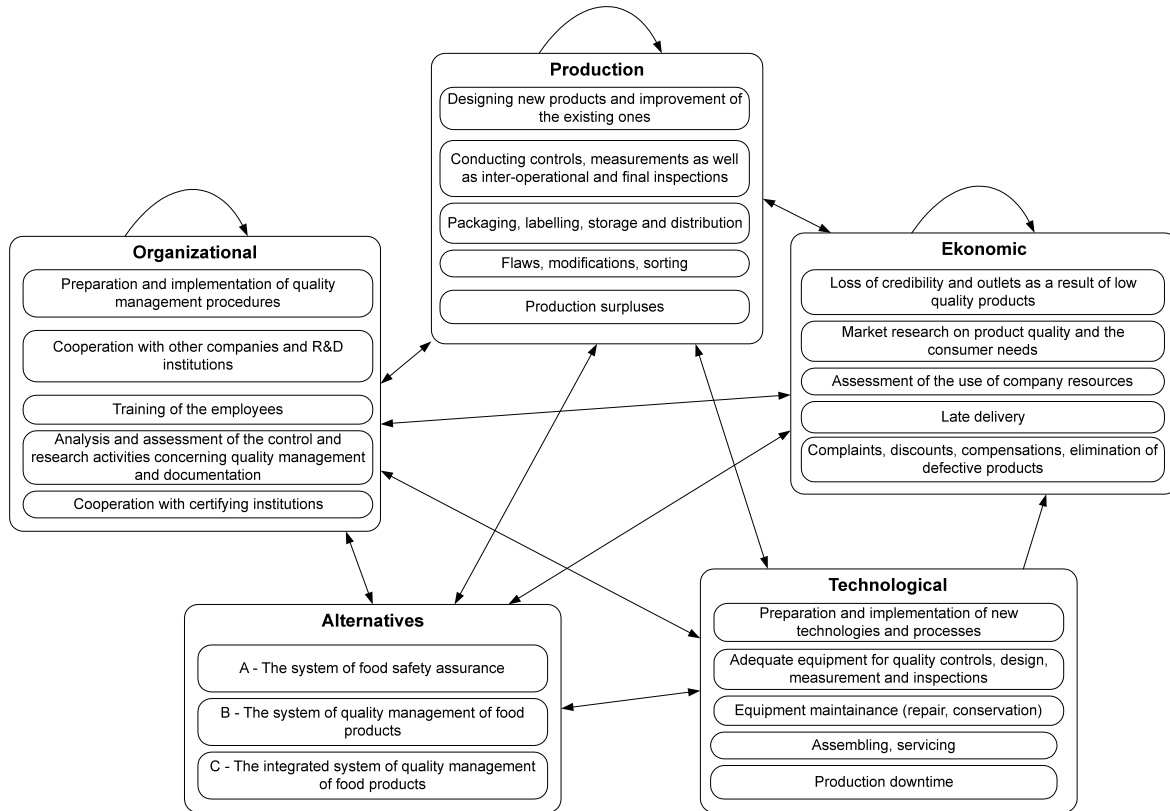 Production
Designing new products and improvement of
the existing ones
Conducting controls, measurements as well
as inter-operational and final inspections
Packaging, labelling, storage and distribution
Flaws, modifications, sorting
Production surpluses
Organizational
Preparation and implementation of quality
management procedures
Cooperation with other companies and R&D
institutions
Training of the employees
Analysis and assessment of the control and
research activities concerning quality management
and documentation
Cooperation with certifying institutions
Ekonomic
Loss of credibility and outlets as a result of low
quality products
Market research on product quality and the
consumer needs
Assessment of the use of company resources
Late delivery
Complaints, discounts, compensations, elimination of
defective products
Alternatives
A - The system of food safety assurance
B - The system of quality management of food
products
C - The integrated system of quality management
of food products
Technological
Preparation and implementation of new
technologies and processes
Adequate equipment for quality controls, design,
measurement and inspections
Equipment maintainance (repair, conservation)
Assembling, servicing
Production downtime